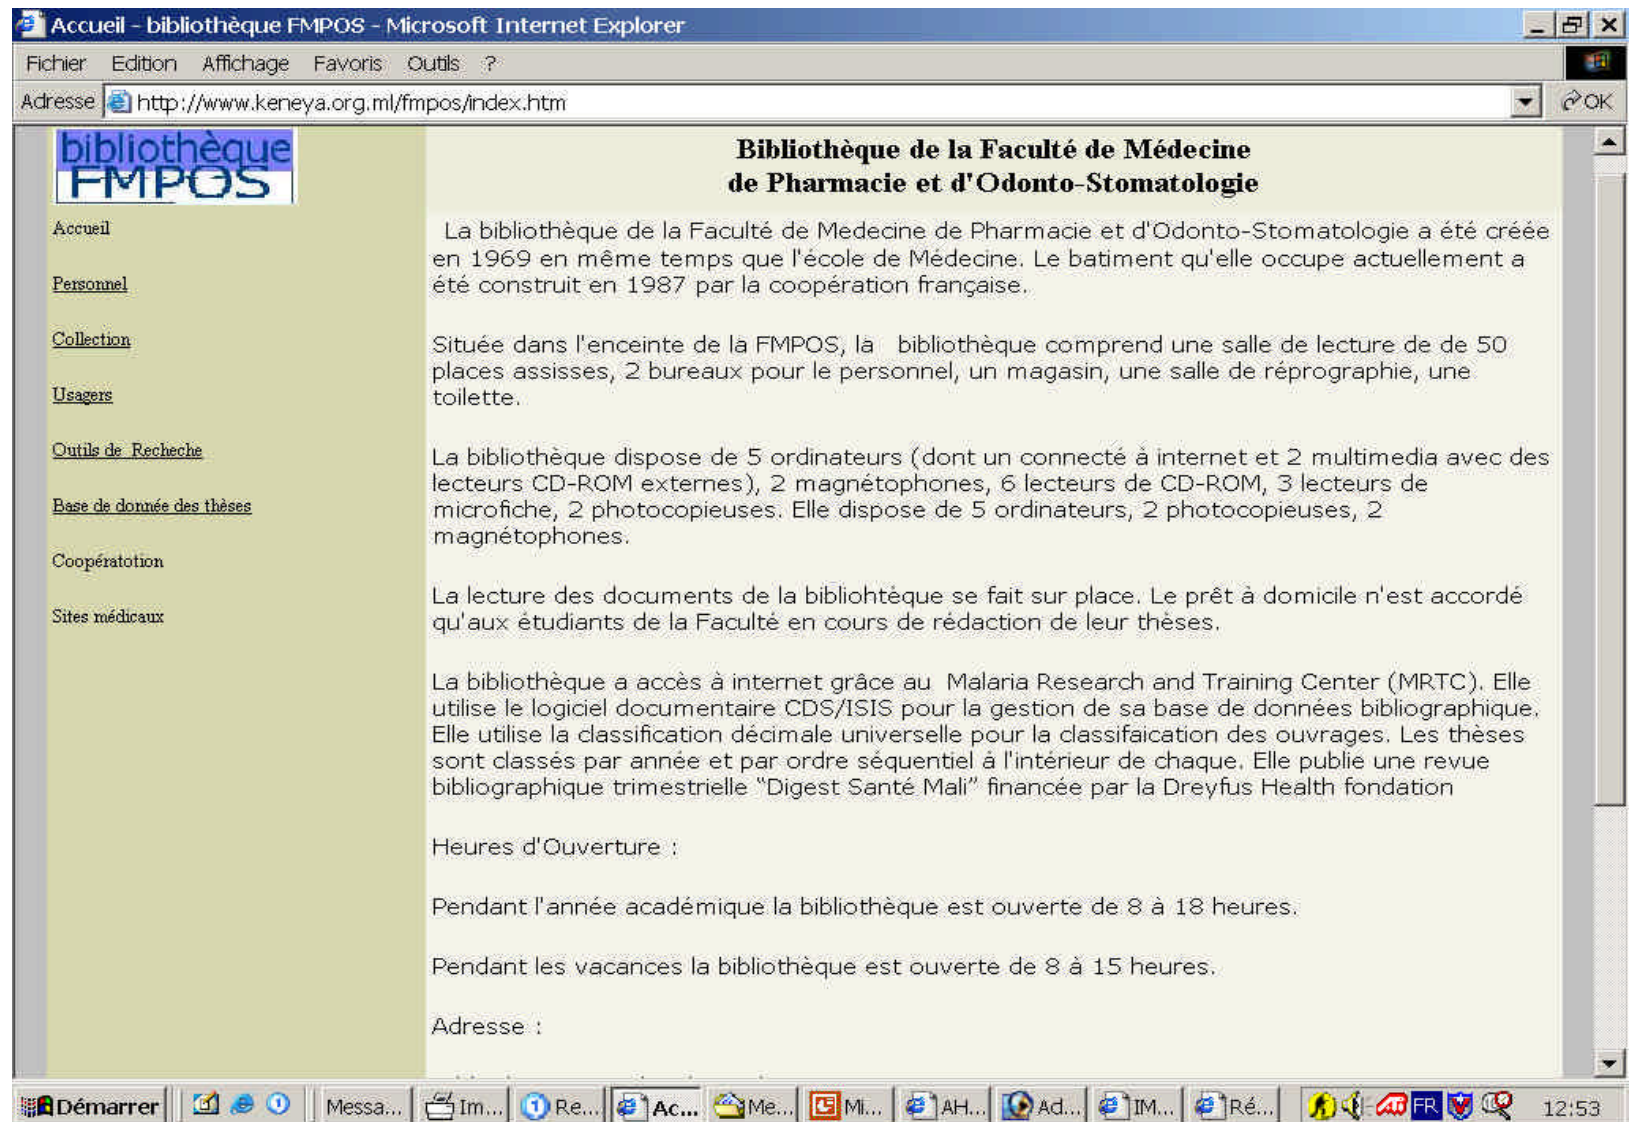 Accueil - bibliothèque FMPOS - Microsoft Internet Explorer
Fichier Edition Affichage Favoris Outils ?
Adresse http://www.keneya.org.ml/fmpos/index.htm OK
bibliothèque
FMPOS
Accueil
Personnel
Collection
Usagers
Outils de Recheche
Base de donnée des thèses
Coopératotion
Sites médicaux
Bibliothèque de la Faculté de Médecine
de Pharmacie et d'Odonto-Stomatologie
La bibliothèque de la Faculté de Medecine de Pharmacie et d'Odonto-Stomatologie a été créée
en 1969 en même temps que l'école de Médecine. Le batiment qu'elle occupe actuellement a
été construit en 1987 par la coopération française.
Située dans l'enceinte de la FMPOS, la bibliothèque comprend une salle de lecture de de 50
places assisses, 2 bureaux pour le personnel, un magasin, une salle de réprographie, une
toilette.
La bibliothèque dispose de 5 ordinateurs (dont un connecté à internet et 2 multimedia avec des
lecteurs CD-ROM externes), 2 magnétophones, 6 lecteurs de CD-ROM, 3 lecteurs de
microfiche, 2 photocopieuses. Elle dispose de 5 ordinateurs, 2 photocopieuses, 2
magnétophones.
La lecture des documents de la bibliohtèque se fait sur place. Le prêt à domicile n'est accordé
qu'aux étudiants de la Faculté en cours de rédaction de leur thèses.
La bibliothèque a accès à internet grâce au Malaria Research and Training Center (MRTC). Elle
utilise le logiciel documentaire CDS/ISIS pour la gestion de sa base de données bibliographique.
Elle utilise la classification décimale universelle pour la classifaication des ouvrages. Les thèses
sont classés par année et par ordre séquentiel á l'intérieur de chaque. Elle publie une revue
bibliographique trimestrielle “Digest Santé Mali” financée par la Dreyfus Health fondation
Heures d'Ouverture :
Pendant l'année académique la bibliothèque est ouverte de 8 à 18 heures.
Pendant les vacances la bibliothèque est ouverte de 8 à 15 heures.
Adresse :
Démarrer Messa... Im... Re... Ac... Me... Mi... AH... Ad... IM... Ré... FR 12:53